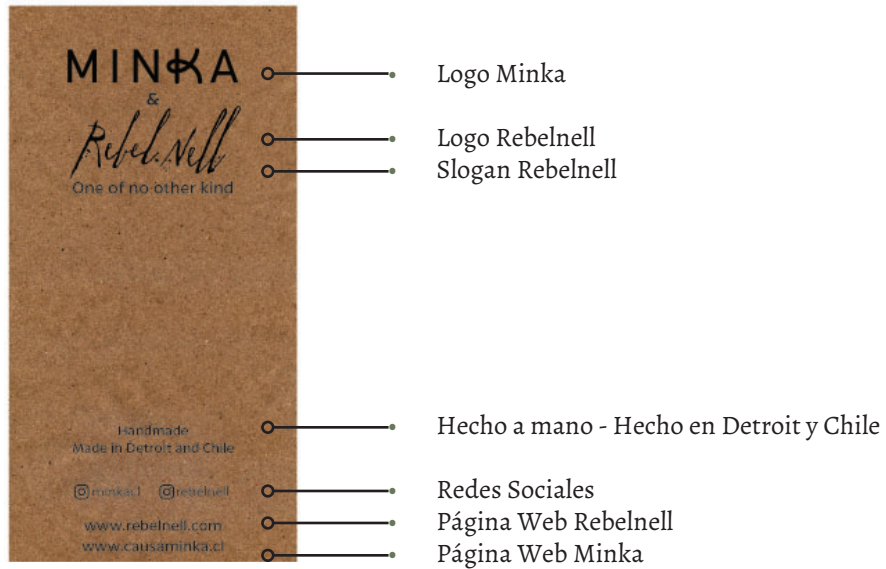 MINKA
&
Rebel Nell
One of no other kind
Handmade
Made in Detroit and Chile
minkacl rebelnell
www.rebelnell.com
www.causaminka.cl
Logo Minka
Logo Rebelnell
Slogan Rebelnell
Hecho a mano - Hecho en Detroit y Chile
Redes Sociales
Página Web Rebelnell
Página Web Minka